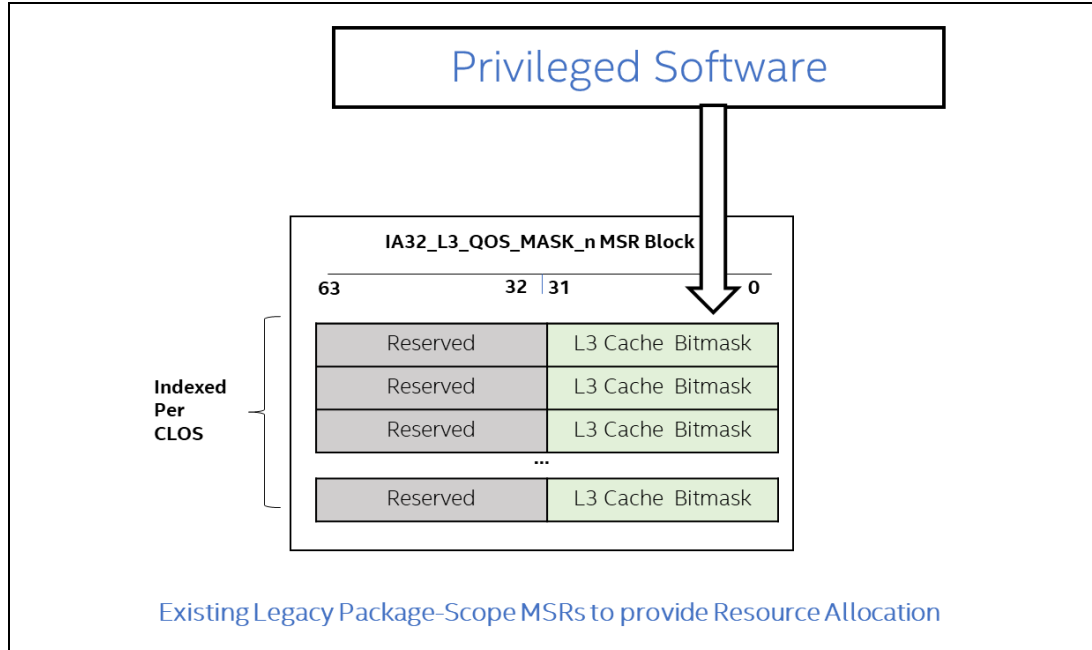 Privileged Software
IA32_L3_QOS_MASK_n MSR Block
63 32 31 0
Reserved L3 Cache Bitmask
Reserved L3 Cache Bitmask
Indexed
Per
CLOS
Reserved L3 Cache Bitmask
...
Reserved L3 Cache Bitmask
Existing Legacy Package-Scope MSRs to provide Resource Allocation